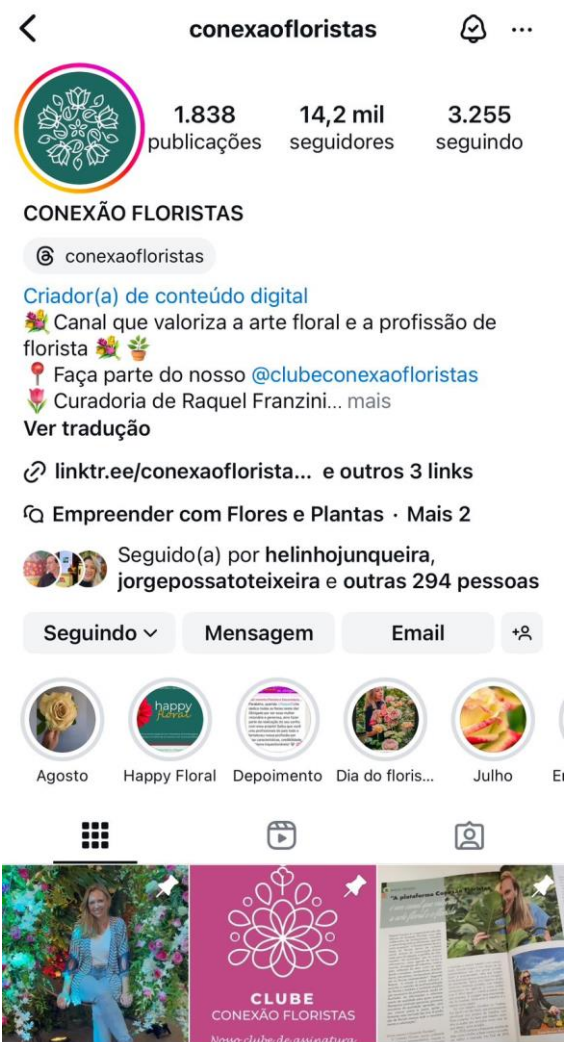 conexaofloristas
1.838
14,2 mil
3.255
publicações
seguidores
seguindo
CONEXÃO FLORISTAS
conexaofloristas
Criador(a) de conteúdo digital
💐 Canal que valoriza a arte floral e a profissão de
florista 💐 🪴
📍 Faça parte do nosso @clubeconexaofloristas
🌷 Curadoria de Raquel Franzini... mais
Ver tradução
linktr.ee/conexaoflorista... e outros 3 links
Empreender com Flores e Plantas · Mais 2
Seguido(a) por helinhojunqueira,
jorgepossatoteixeira e outras 294 pessoas
Seguindo
Mensagem
Email
happy
floral
Agosto
Happy Floral
Depoimento
Dia do floris...
Julho
"A plataforma Conexão Floristas
CLUBE
CONEXÃO FLORISTAS
Novo clube de assinatura